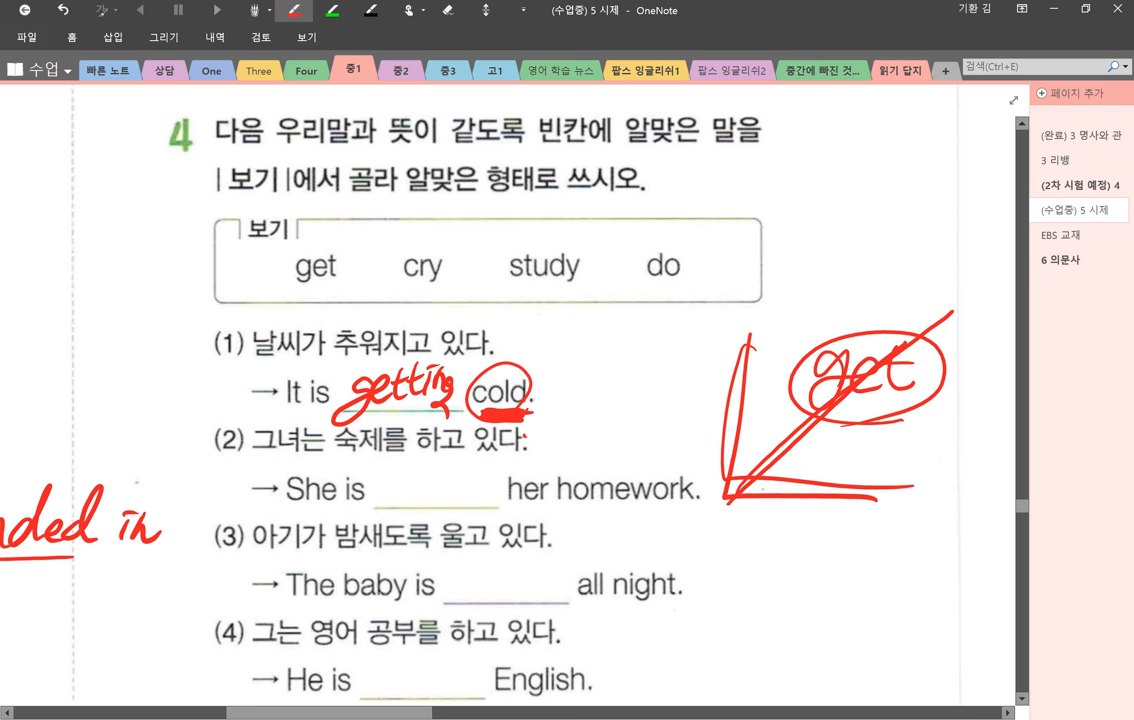 (수업중) 5 시제 - OneNote
기환 김
파일 홈 삽입 그리기 내역 검토 보기
수업 빠른 노트 상담 One Three Four 중1 중2 중3 고1 영어 학습 뉴스 팝스 잉글리쉬1 팝스 잉글리쉬2 중간에 빠진 것... 읽기 답지 + 검색(Ctrl+E)
페이지 추가
(완료) 3 명사와 관
3 리뱅
(2차 시험 예정) 4
(수업중) 5 시제
EBS 교재
6 의문사
4 다음 우리말과 뜻이 같도록 빈칸에 알맞은 말을
|보기|에서 골라 알맞은 형태로 쓰시오.
보기
get cry study do
(1) 날씨가 추워지고 있다.
→ It is getting cold.
get
(2) 그녀는 숙제를 하고 있다.
→ She is ________ her homework.
nded in
(3) 아기가 밤새도록 울고 있다.
→ The baby is ________ all night.
(4) 그는 영어 공부를 하고 있다.
→ He is ________ English.